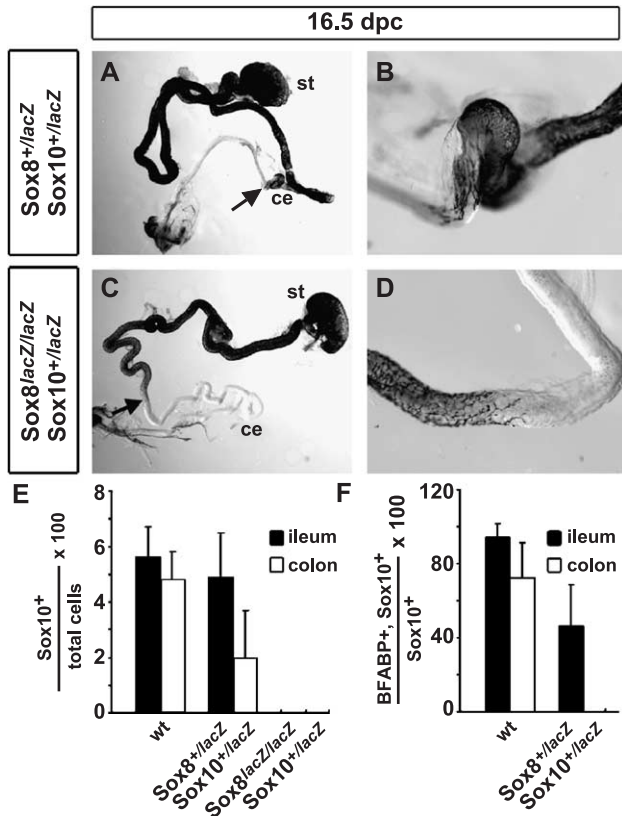 16.5 dpc
Sox8+/lacZ
Sox10+/lacZ
A
st
ce
B
Sox8lacZ/lacZ
Sox10+/lacZ
C
st
ce
D
E
Sox10+
total cells
x 100
8
6
4
2
0
ileum
colon
wt
Sox8+/lacZ
Sox10+/lacZ
Sox8lacZ/lacZ
Sox10+/lacZ
F
BFABP+, Sox10+
Sox10+
x 100
120
80
40
0
ileum
colon
wt
Sox8+/lacZ
Sox10+/lacZ